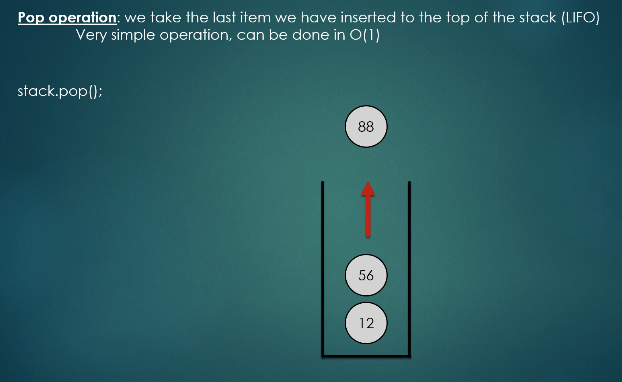 Pop operation: we take the last item we have inserted to the top of the stack (LIFO)
Very simple operation, can be done in O(1)
stack.pop();
88
56
12